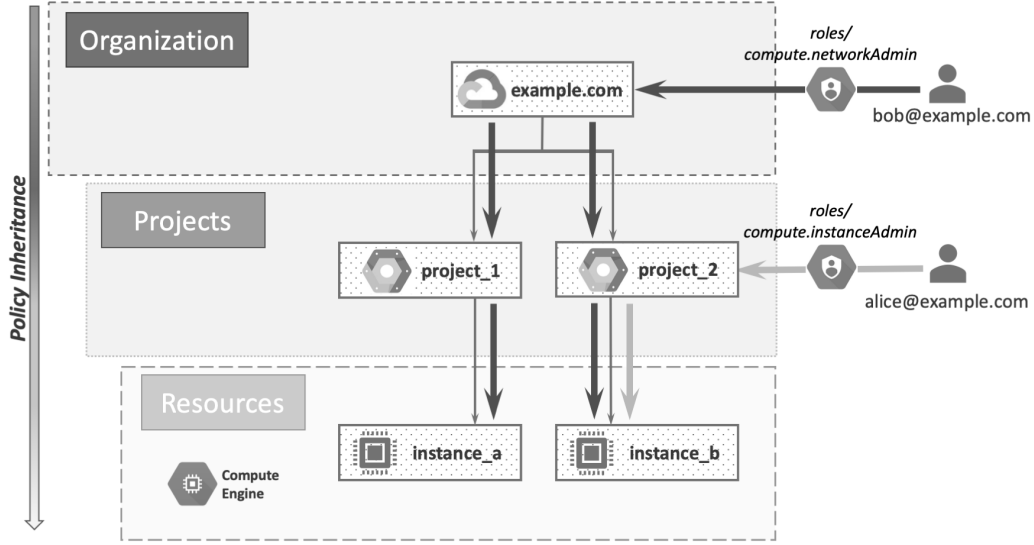 Organization
roles/
compute.networkAdmin
example.com
bob@example.com
Policy Inheritance
Projects
roles/
compute.instanceAdmin
project_1
project_2
alice@example.com
Resources
instance_a
instance_b
Compute
Engine